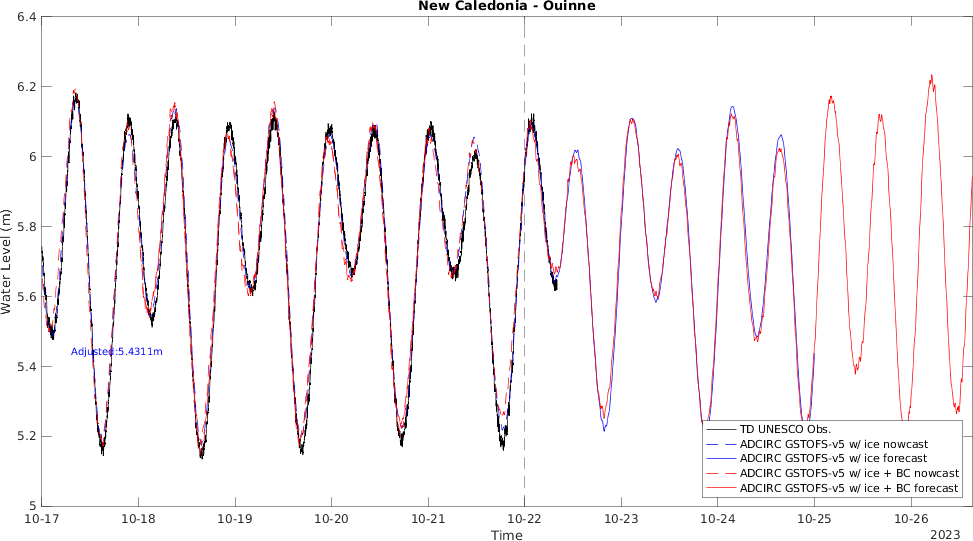 New Caledonia - Ouinne
6.4
6.2
6
5.8
5.6
5.4
5.2
5
Water Level (m)
Adjusted:5.4311m
TD UNESCO Obs.
ADCIRC GSTOFS-v5 w/ ice nowcast
ADCIRC GSTOFS-v5 w/ ice forecast
ADCIRC GSTOFS-v5 w/ ice + BC nowcast
ADCIRC GSTOFS-v5 w/ ice + BC forecast
10-17 10-18 10-19 10-20 10-21 10-22 10-23 10-24 10-25 10-26
Time
2023